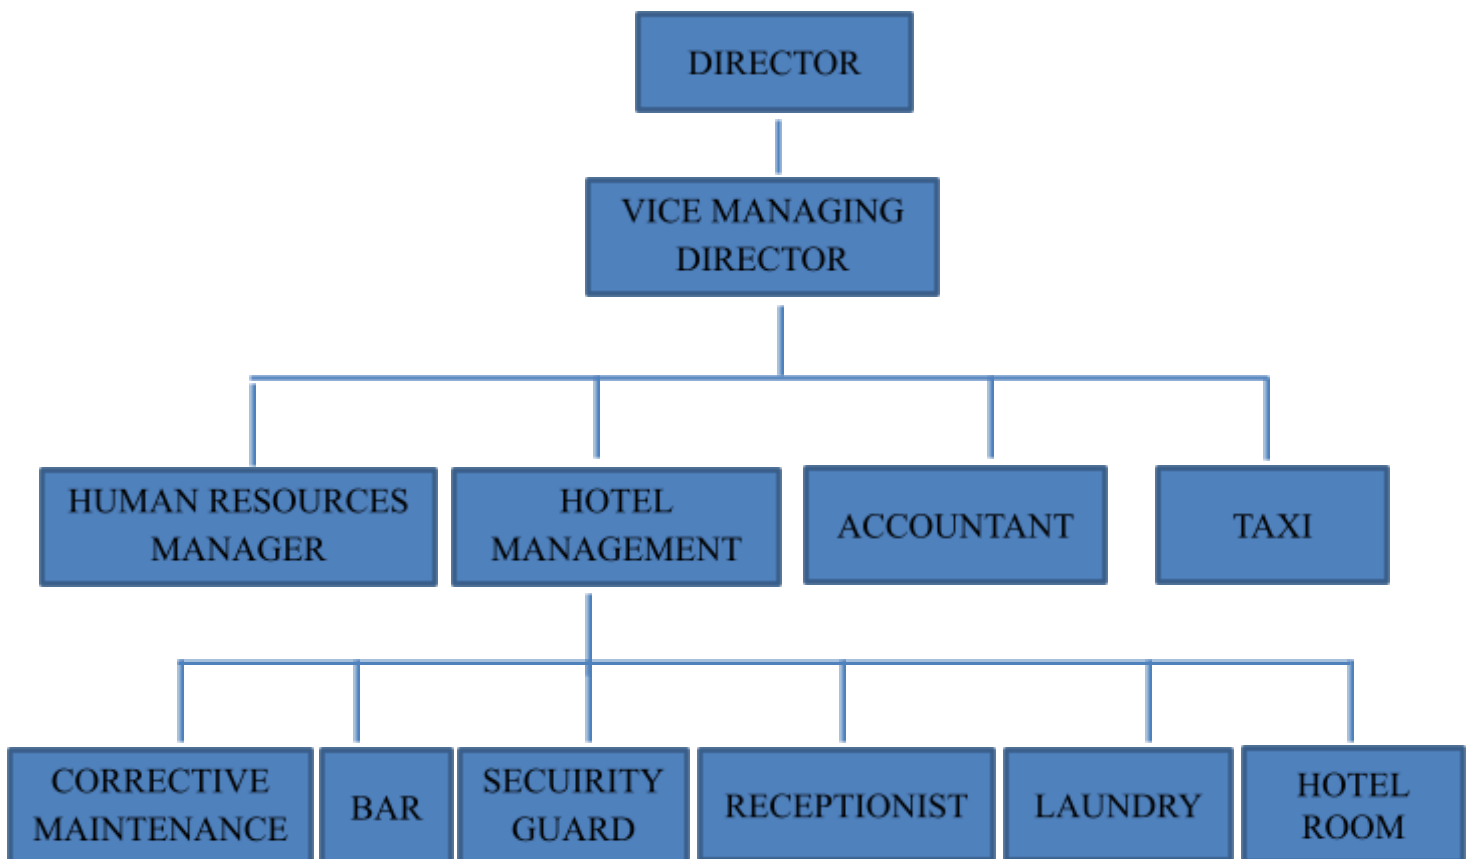 DIRECTOR
VICE MANAGING
DIRECTOR
HUMAN RESOURCES
MANAGER
HOTEL
MANAGEMENT
ACCOUNTANT
TAXI
CORRECTIVE
MAINTENANCE
BAR
SECUIRITY
GUARD
RECEPTIONIST
LAUNDRY
HOTEL
ROOM